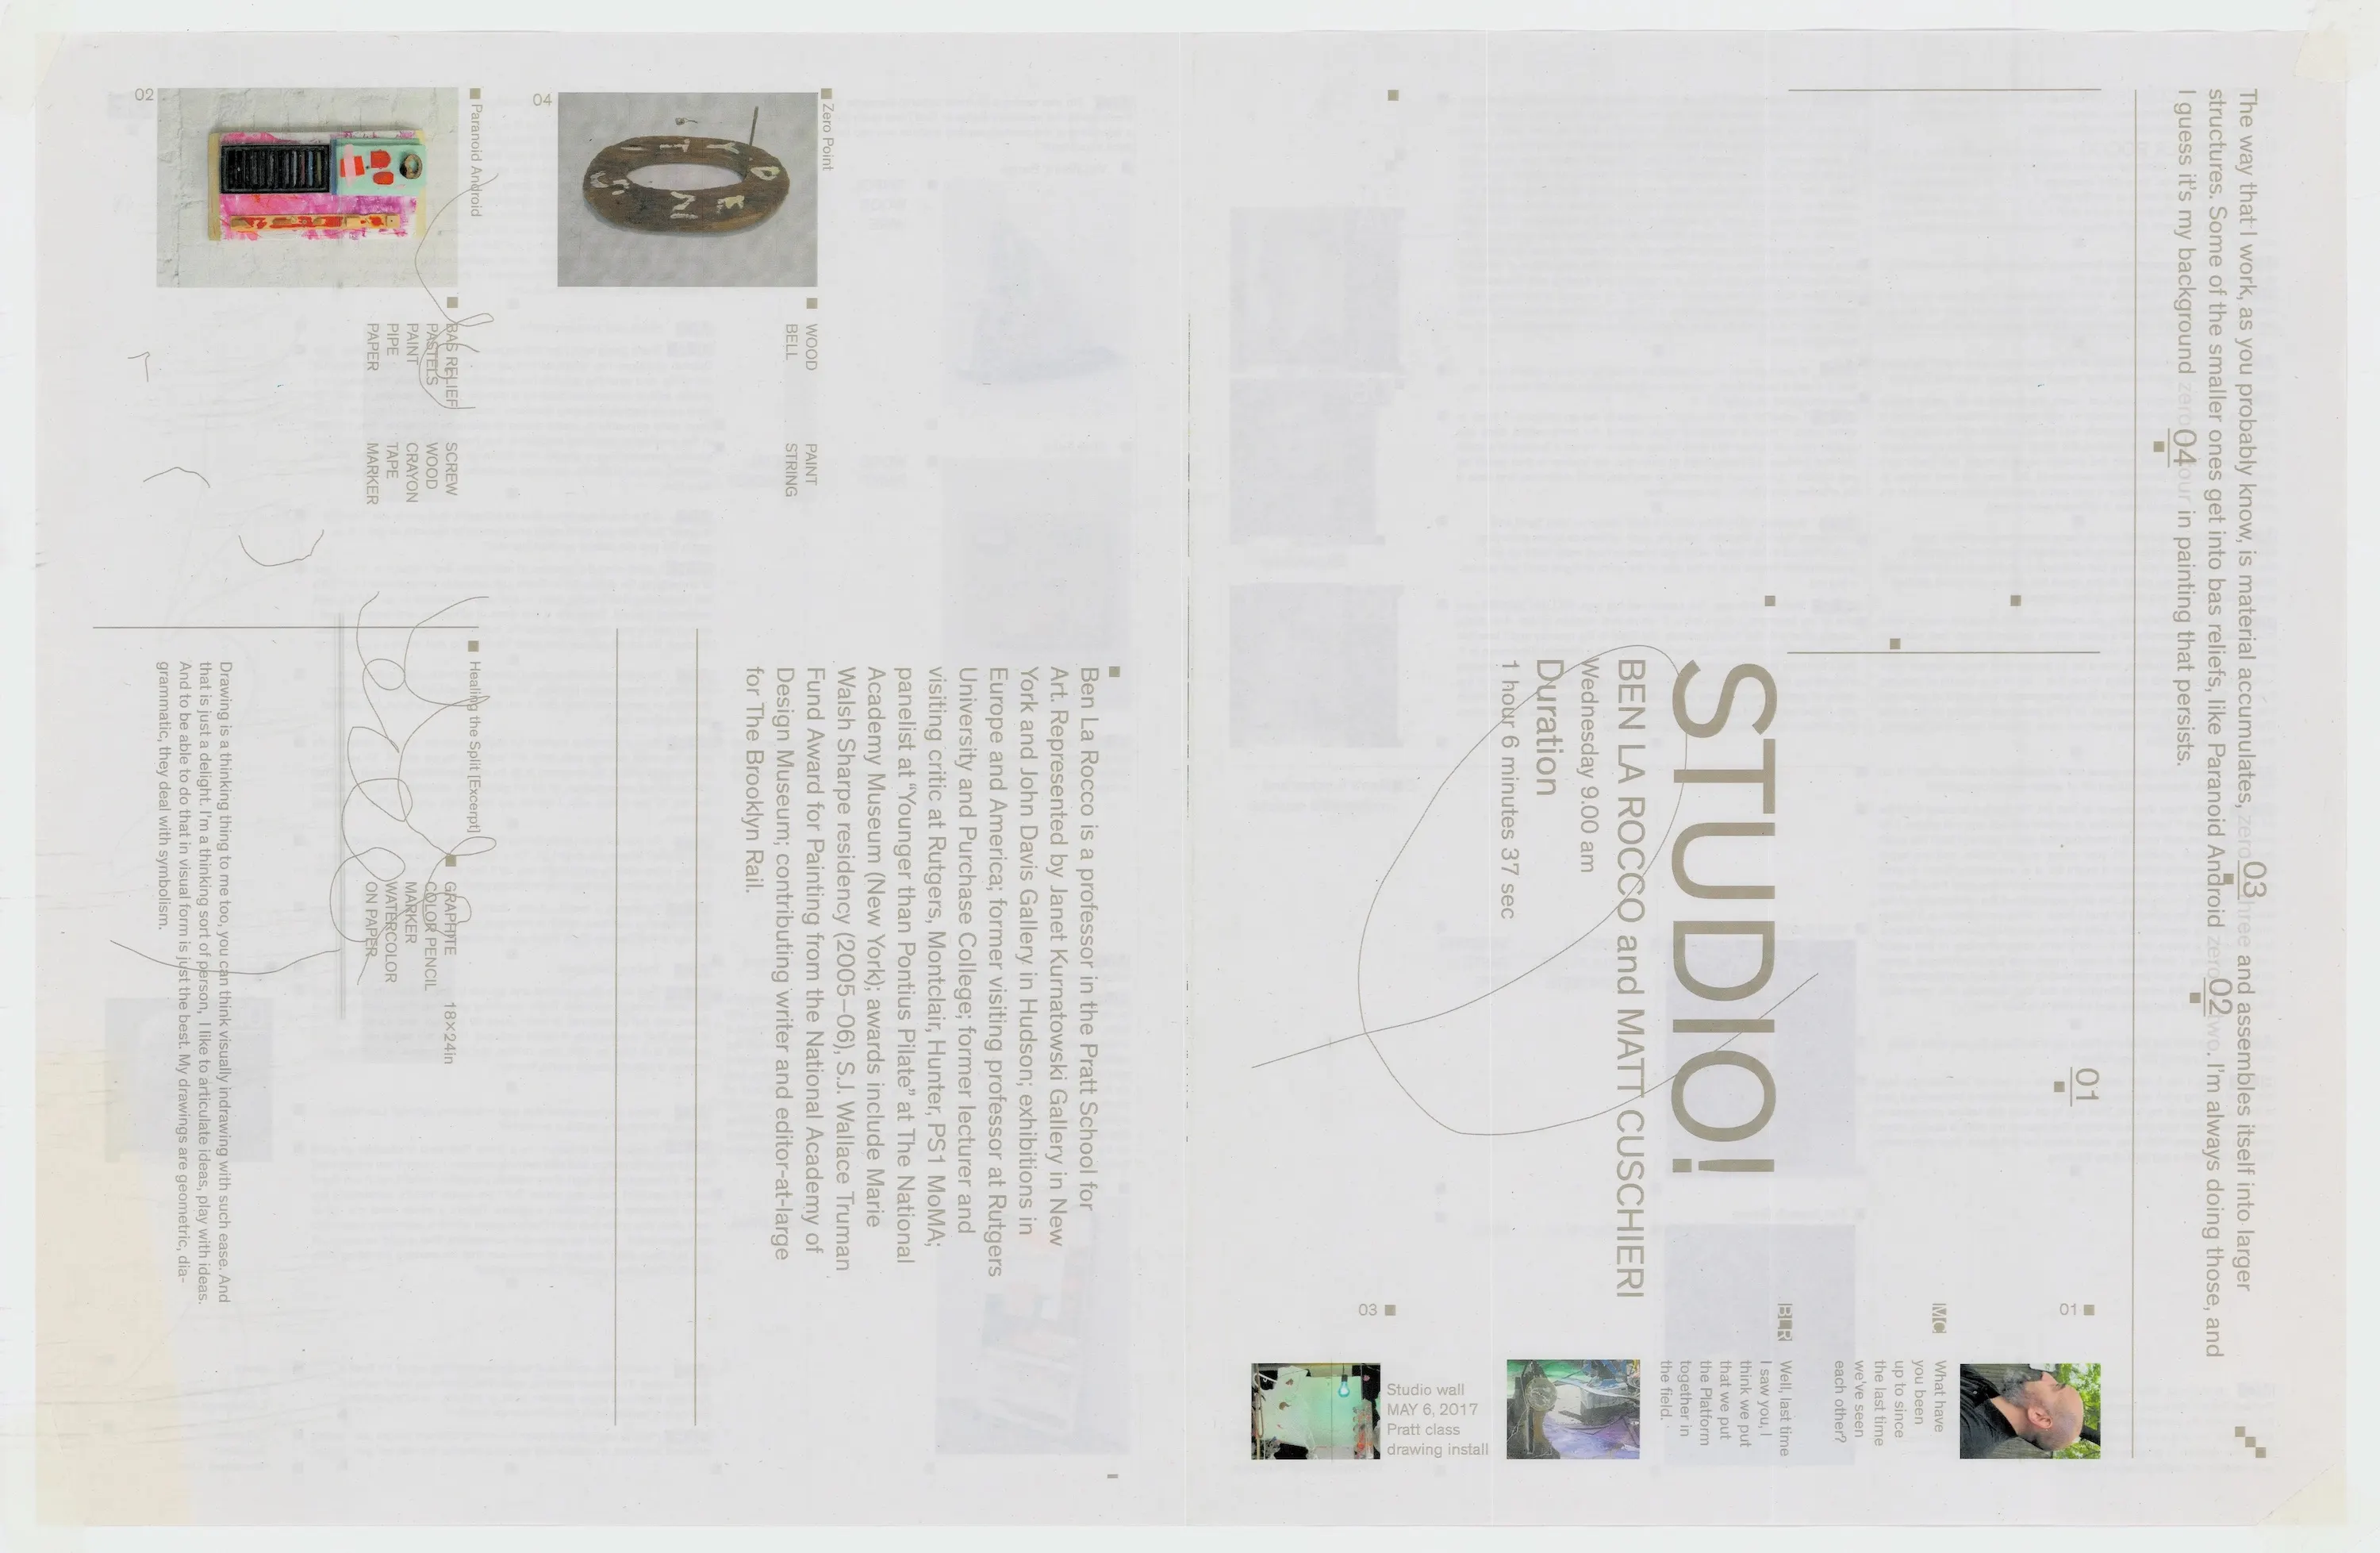 The way that I work, as you probably know, is material accumulates, zero 03 hree and assembles itself into larger
structures. Some of the smaller ones get into bas reliefs, like Paranoid Android zero 02 wo. I'm always doing those, and
I guess it's my background zero 04 our in painting that persists.
01
STUDIO!
BEN LA ROCCO and MATT CUSCHIERI
Wednesday 9.00 am
Duration
1 hour 6 minutes 37 sec
01
MC
What have
you been
up to since
the last time
we've seen
each other?
BLR
Well, last time
I saw you, I
think we put
that we put
the Platform
together in
the field.
03
Studio wall
MAY 6, 2017
Pratt class
drawing install
Ben La Rocco is a professor in the Pratt School for
Art. Represented by Janet Kurnatowski Gallery in New
York and John Davis Gallery in Hudson; exhibitions in
Europe and America; former visiting professor at Rutgers
University and Purchase College; former lecturer and
visiting critic at Rutgers, Montclair, Hunter, PS1 MoMA;
panelist at “Younger than Pontius Pilate” at The National
Academy Museum (New York); awards include Marie
Walsh Sharpe residency (2005–06), S.J. Wallace Truman
Fund Award for Painting from the National Academy of
Design Museum; contributing writer and editor-at-large
for The Brooklyn Rail.
04
Zero Point
WOOD PAINT
BELL STRING
02
Paranoid Android
BAS RELIEF SCREW
PASTELS WOOD
PAINT CRAYON
PIPE TAPE
PAPER MARKER
Healing the Split [Excerpt]
GRAPHITE 18×24in
COLOR PENCIL
MARKER
WATERCOLOR
ON PAPER
Drawing is a thinking thing to me too, you can think visually indrawing with such ease. And
that is just a delight. I'm a thinking sort of person, I like to articulate ideas, play with ideas.
And to be able to do that in visual form is just the best. My drawings are geometric, dia-
grammatic, they deal with symbolism.